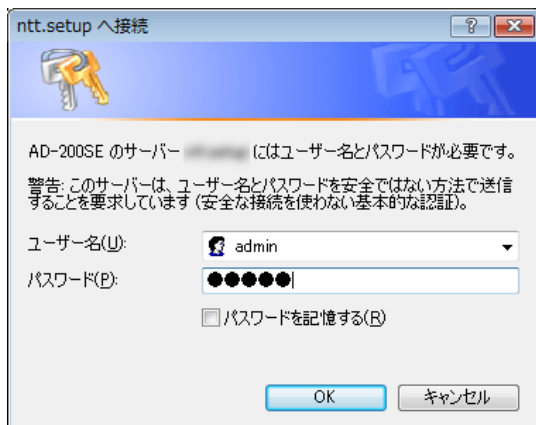 ntt.setup へ接続
AD-200SE のサーバー にはユーザー名とパスワードが必要です。
警告: このサーバーは、ユーザー名とパスワードを安全ではない方法で送信
することを要求しています (安全な接続を使わない基本的な認証)。
ユーザー名(U):
admin
パスワード(P):
●●●●●
パスワードを記憶する(R)
OK
キャンセル